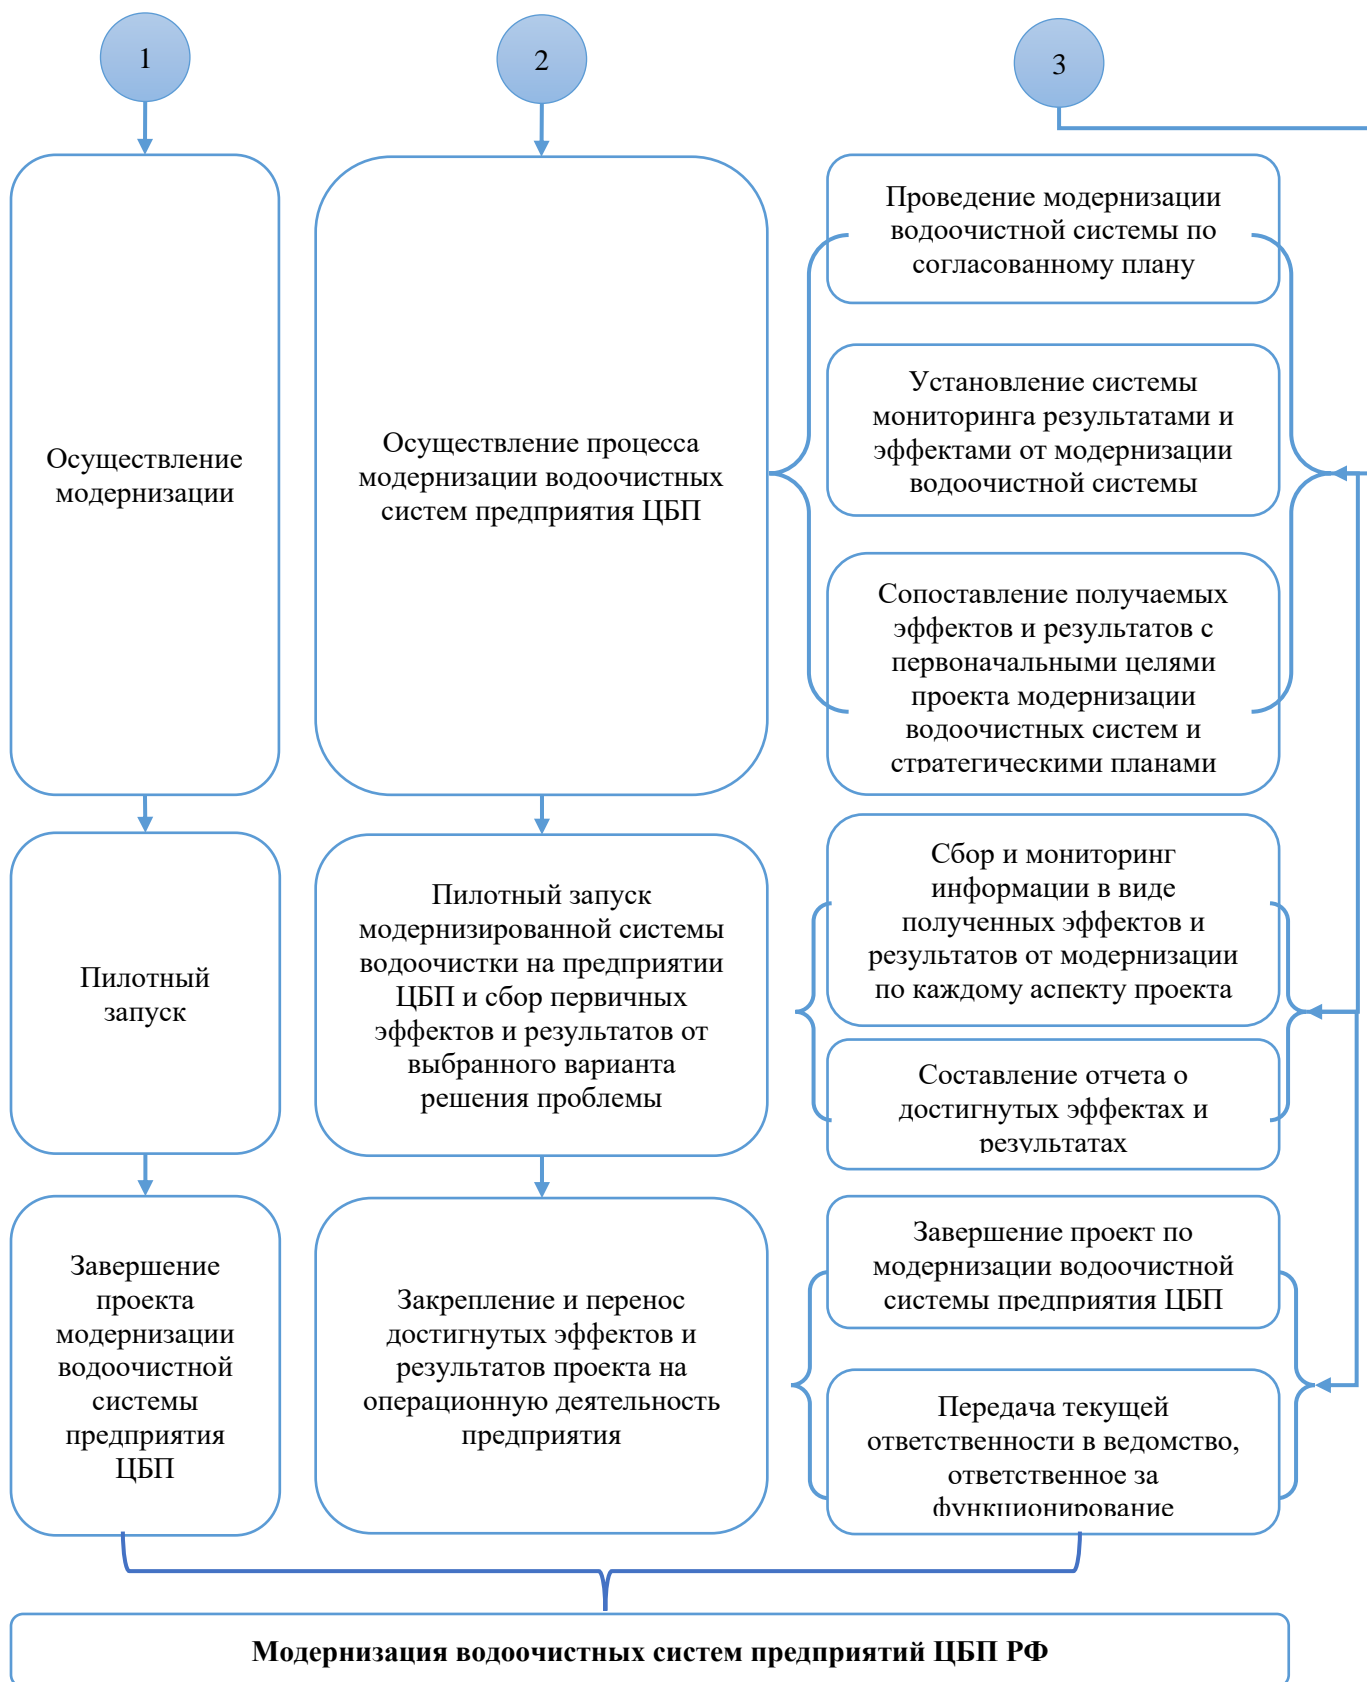 1
2
3
Осуществление
модернизации
Осуществление процесса
модернизации водоочистных
систем предприятия ЦБП
Проведение модернизации
водоочистной системы по
согласованному плану
Установление системы
мониторинга результатами и
эффектами от модернизации
водоочистной системы
Сопоставление получаемых
эффектов и результатов с
первоначальными целями
проекта модернизации
водоочистных систем и
стратегическими планами
Пилотный
запуск
Пилотный запуск
модернизированной системы
водоочистки на предприятии
ЦБП и сбор первичных
эффектов и результатов от
выбранного варианта
решения проблемы
Сбор и мониторинг
информации в виде
полученных эффектов и
результатов от модернизации
по каждому аспекту проекта
Составление отчета о
достигнутых эффектах и
результатах
Завершение
проекта
модернизации
водоочистной
системы
предприятия
ЦБП
Закрепление и перенос
достигнутых эффектов и
результатов проекта на
операционную деятельность
предприятия
Завершение проект по
модернизации водоочистной
системы предприятия ЦБП
Передача текущей
ответственности в ведомство,
ответственное за
функционирование
Модернизация водоочистных систем предприятий ЦБП РФ